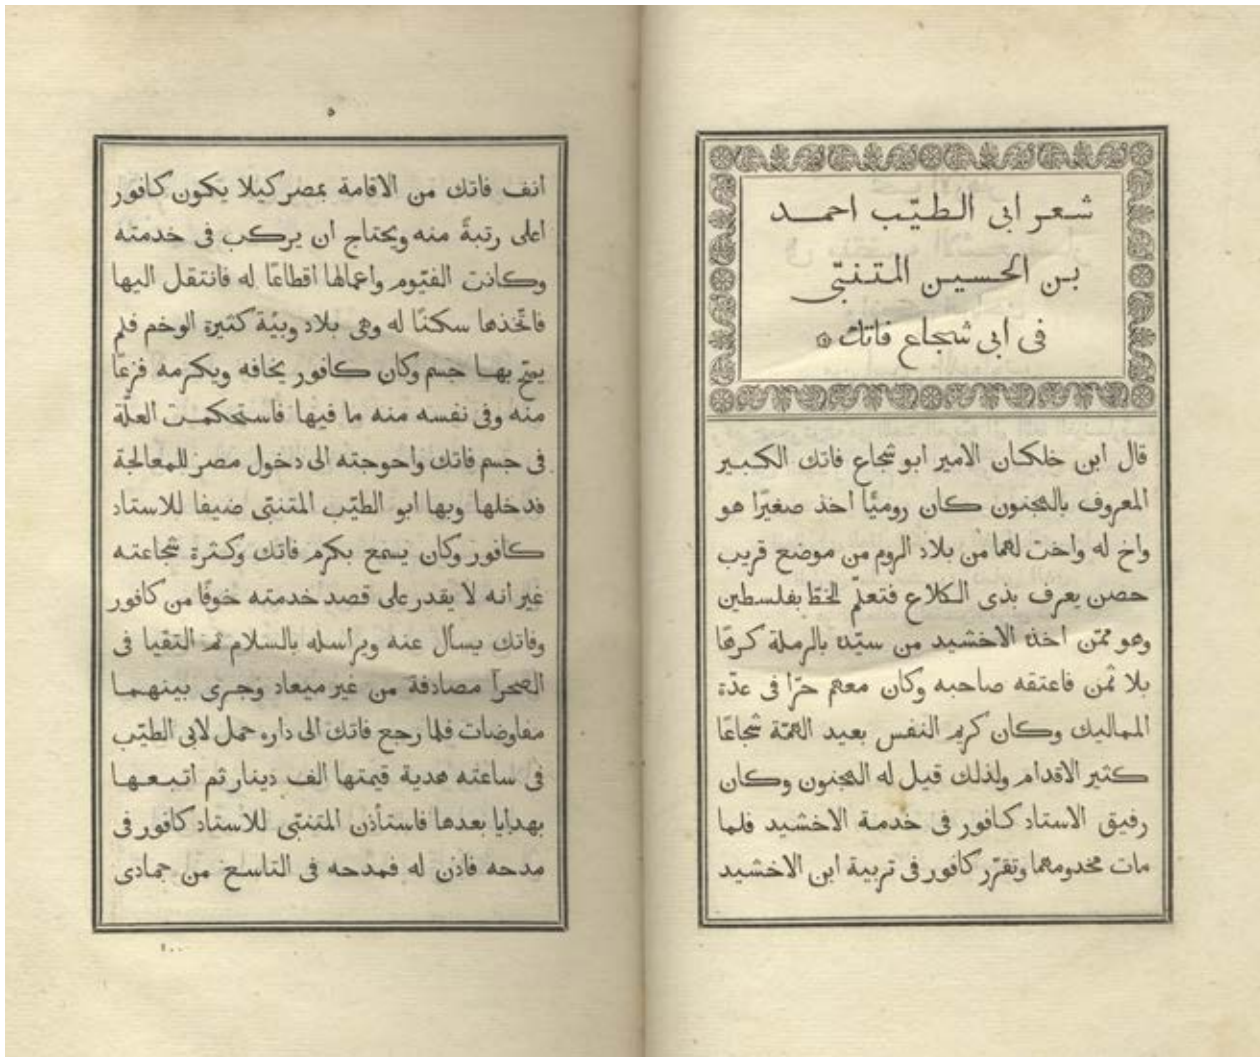 شعر ابى الطيّب احمد
بن الحسين المتنبّى
فى ابى شجاع فاتك
قال ابن خلكان الامير ابو شجاع فاتك الكبير
المعروف بالمجنون كان روميًّا اخذ صغيرًا هو
واخ له واخت لهما من بلاد الروم من موضع قريب
حصن يعرف بذى الكلاع فتعلّم الخطّ بفلسطين
وهو ممّن اخذه الاخشيد من سيّده بالرملة كرهًا
بلا ثمن فاعتقه صاحبه وكان معهم حرّا فى عدّة
المماليك وكان كريم النفس بعيد الهمّة شجاعًا
كثير الاقدام ولذلك قيل له المجنون وكان
رفيق الاستاد كافور فى خدمة الاخشيد فلما
مات مخدومهما وتقرّر كافور فى تربية ابن الاخشيد
٥
انف فاتك من الاقامة بمصر كيلا يكون كافور
اعلى رتبةً منه ويحتاج ان يركب فى خدمته
وكانت الفيّوم واعمالها اقطاعًا له فانتقل اليها
فاتّخذها سكنًا له وهى بلاد وبيّة كثيرة الوخم فلم
يصحّ بها جسم وكان كافور يخافه ويكرمه فزعًا
منه وفى نفسه منه ما فيها فاستحكمت العلّة
فى جسم فاتك واحوجته الى دخول مصر للمعالجة
فدخلها وبها ابو الطيّب المتنبّى ضيفا للاستاد
كافور وكان يسمع بكرم فاتك وكثرة شجاعته
غير انه لا يقدر على قصد خدمته خوفًا من كافور
وفاتك يسأل عنه ويراسله بالسلام ثم التقيا فى
الصحرآ مصادفة من غير ميعاد وجرى بينهما
مفاوضات فلما رجع فاتك الى داره حمل لابى الطيّب
فى ساعته هدية قيمتها الف دينار ثم اتبعها
بهدايا بعدها فاستأذن المتنبّى للاستاد كافور فى
مدحه فاذن له فمدحه فى التاسع من جمادى